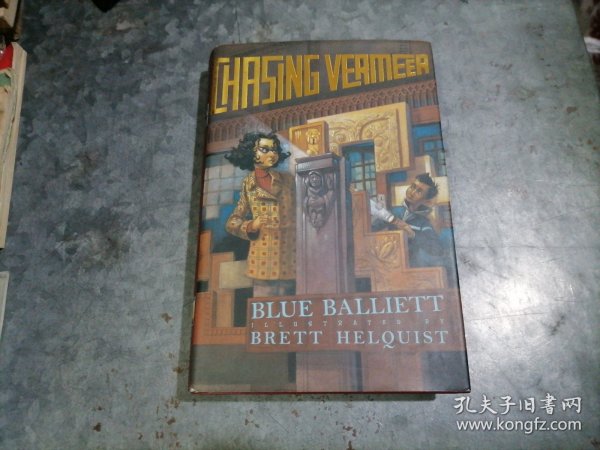 CHASING VERMEER
BLUE BALLIETT
ILLUSTRATED BY
BRETT HELQUIST
孔夫子旧书网
www.kongfz.com